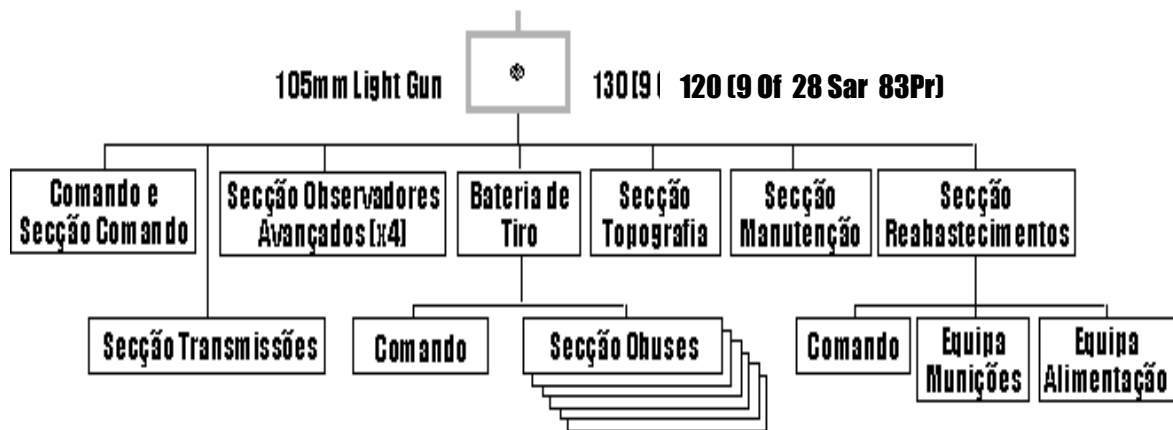 105mm Light Gun
130 [9 120 (9 Of 28 Sar 83Pr)
Comando e
Secção Comando
Secção Observadores
Avançados [x4]
Bateria de
Tiro
Secção
Topografia
Secção
Manutenção
Secção
Reabastecimentos
Secção Transmissões
Comando
Secção Obuses
Comando
Equipa
Munições
Equipa
Alimentação